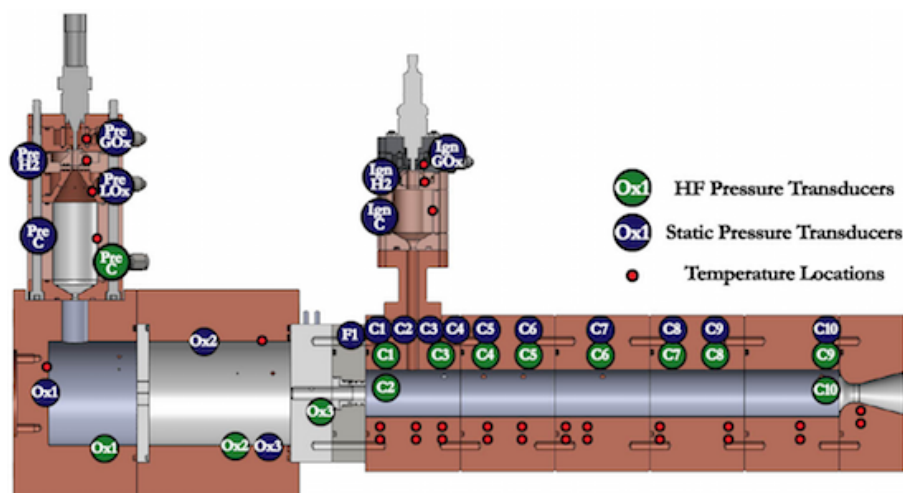 Pre GOx
Pre H2
Pre LOx
Pre C
Pre C
Ign GOx
Ign H2
Ign C
Ox1 HF Pressure Transducers
Ox1 Static Pressure Transducers
Temperature Locations
F1 C1 C2 C3 C4 C5 C6 C7 C8 C9 C10
Ox2
C1 C3 C4 C5 C6 C7 C8 C9
Ox1 C2 C10
Ox3
Ox1 Ox2 Ox3